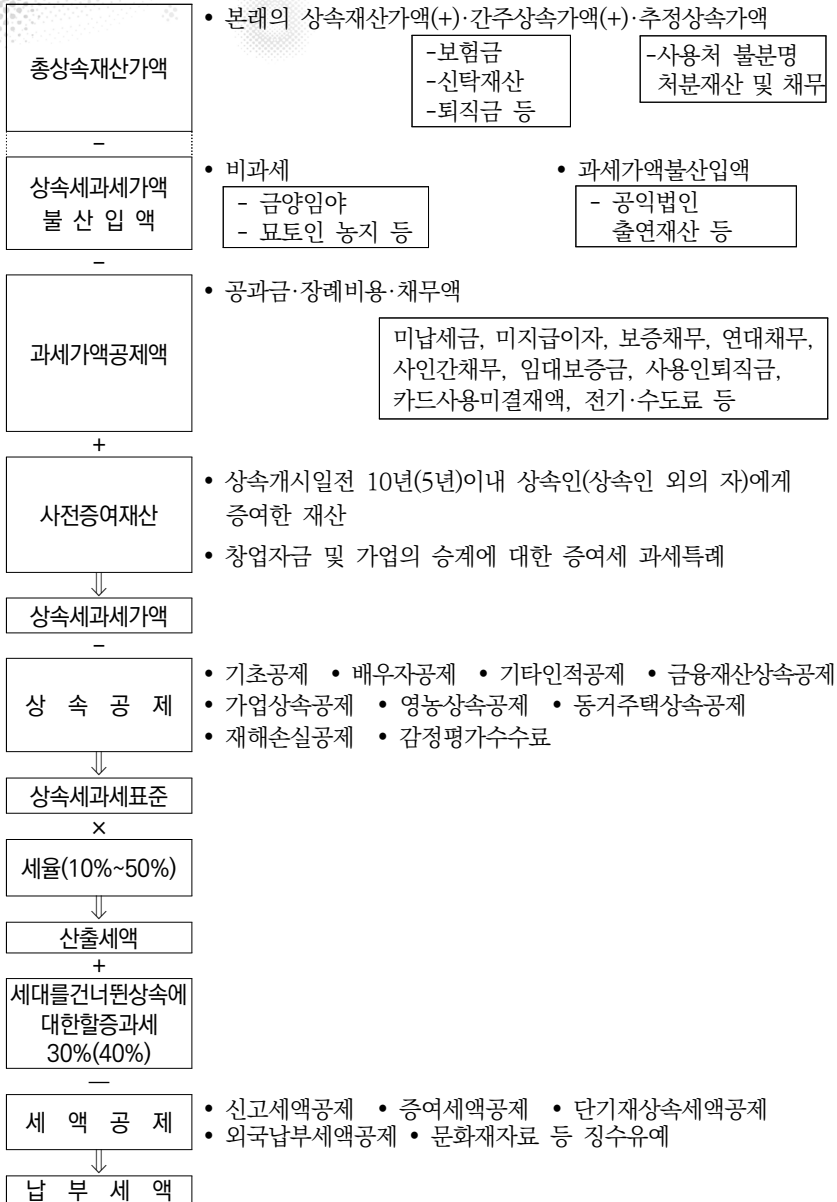 • 본래의 상속재산가액(+)·간주상속가액(+)·추정상속가액
총상속재산가액
-보험금
-신탁재산
-퇴직금 등
-사용처 불분명
처분재산 및 채무
-
상속세과세가액
불 산 입 액
• 비과세
- 금양임야
- 묘토인 농지 등
• 과세가액불산입액
- 공익법인
출연재산 등
-
과세가액공제액
• 공과금·장례비용·채무액
미납세금, 미지급이자, 보증채무, 연대채무,
사인간채무, 임대보증금, 사용인퇴직금,
카드사용미결재액, 전기·수도료 등
+
사전증여재산
• 상속개시일전 10년(5년)이내 상속인(상속인 외의 자)에게
증여한 재산
• 창업자금 및 가업의 승계에 대한 증여세 과세특례
⇓
상속세과세가액
-
상 속 공 제
• 기초공제 • 배우자공제 • 기타인적공제 • 금융재산상속공제
• 가업상속공제 • 영농상속공제 • 동거주택상속공제
• 재해손실공제 • 감정평가수수료
⇓
상속세과세표준
×
세율(10%~50%)
⇓
산출세액
+
세대를건너뛴상속에
대한할증과세
30%(40%)
—
세 액 공 제
• 신고세액공제 • 증여세액공제 • 단기재상속세액공제
• 외국납부세액공제 • 문화재자료 등 징수유예
⇓
납 부 세 액